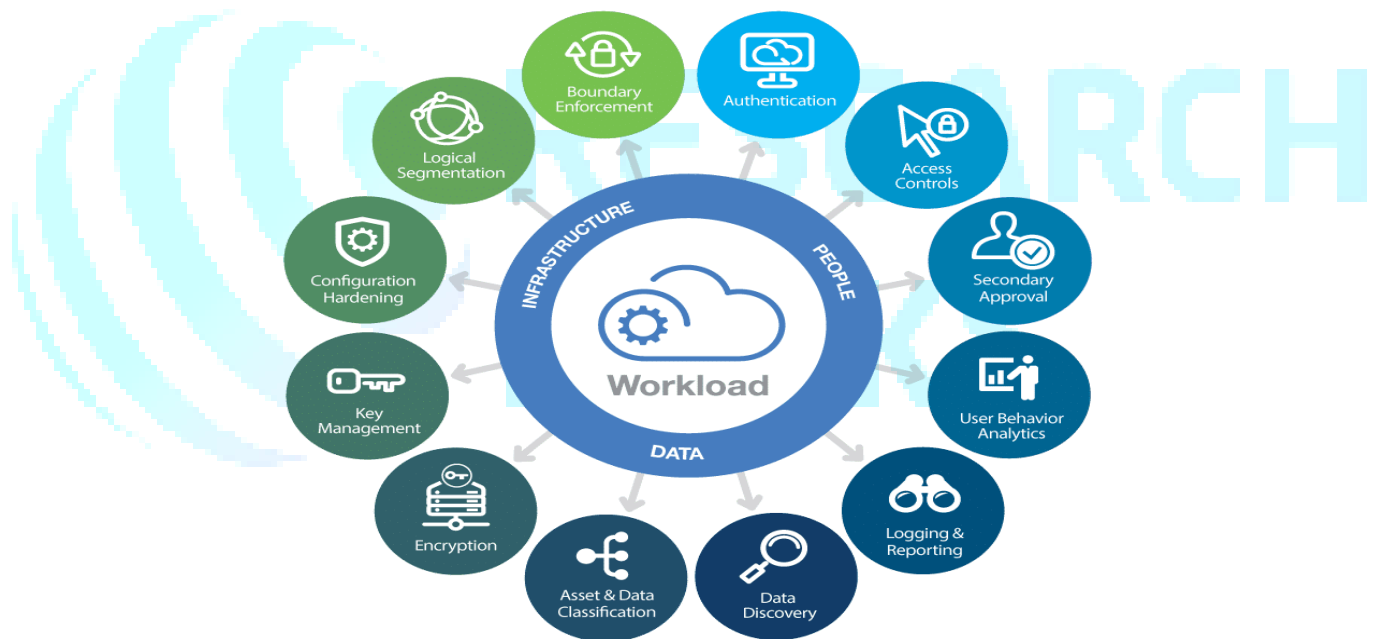 Boundary
Enforcement
Authentication
Access
Controls
Secondary
Approval
User Behavior
Analytics
Logging &
Reporting
Data
Discovery
Asset & Data
Classification
Encryption
Key
Management
Configuration
Hardening
Logical
Segmentation
INFRASTRUCTURE
PEOPLE
DATA
Workload
RESEARCH